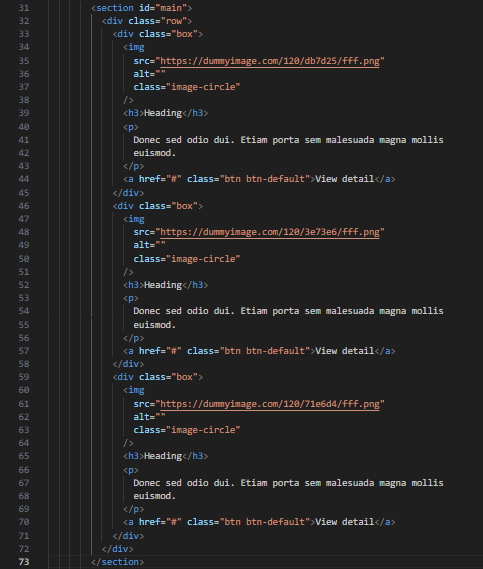 31 <section id="main">
32 <div class="row">
33 <div class="box">
34 <img
35 src="https://dummyimage.com/120/db7d25/fff.png"
36 alt=""
37 class="image-circle"
38 />
39 <h3>Heading</h3>
40 <p>
41 Donec sed odio dui. Etiam porta sem malesuada magna mollis
42 euismod.
43 </p>
44 <a href="#" class="btn btn-default">View detail</a>
45 </div>
46 <div class="box">
47 <img
48 src="https://dummyimage.com/120/3e73e6/fff.png"
49 alt=""
50 class="image-circle"
51 />
52 <h3>Heading</h3>
53 <p>
54 Donec sed odio dui. Etiam porta sem malesuada magna mollis
55 euismod.
56 </p>
57 <a href="#" class="btn btn-default">View detail</a>
58 </div>
59 <div class="box">
60 <img
61 src="https://dummyimage.com/120/71e6d4/fff.png"
62 alt=""
63 class="image-circle"
64 />
65 <h3>Heading</h3>
66 <p>
67 Donec sed odio dui. Etiam porta sem malesuada magna mollis
68 euismod.
69 </p>
70 <a href="#" class="btn btn-default">View detail</a>
71 </div>
72 </div>
73 </section>